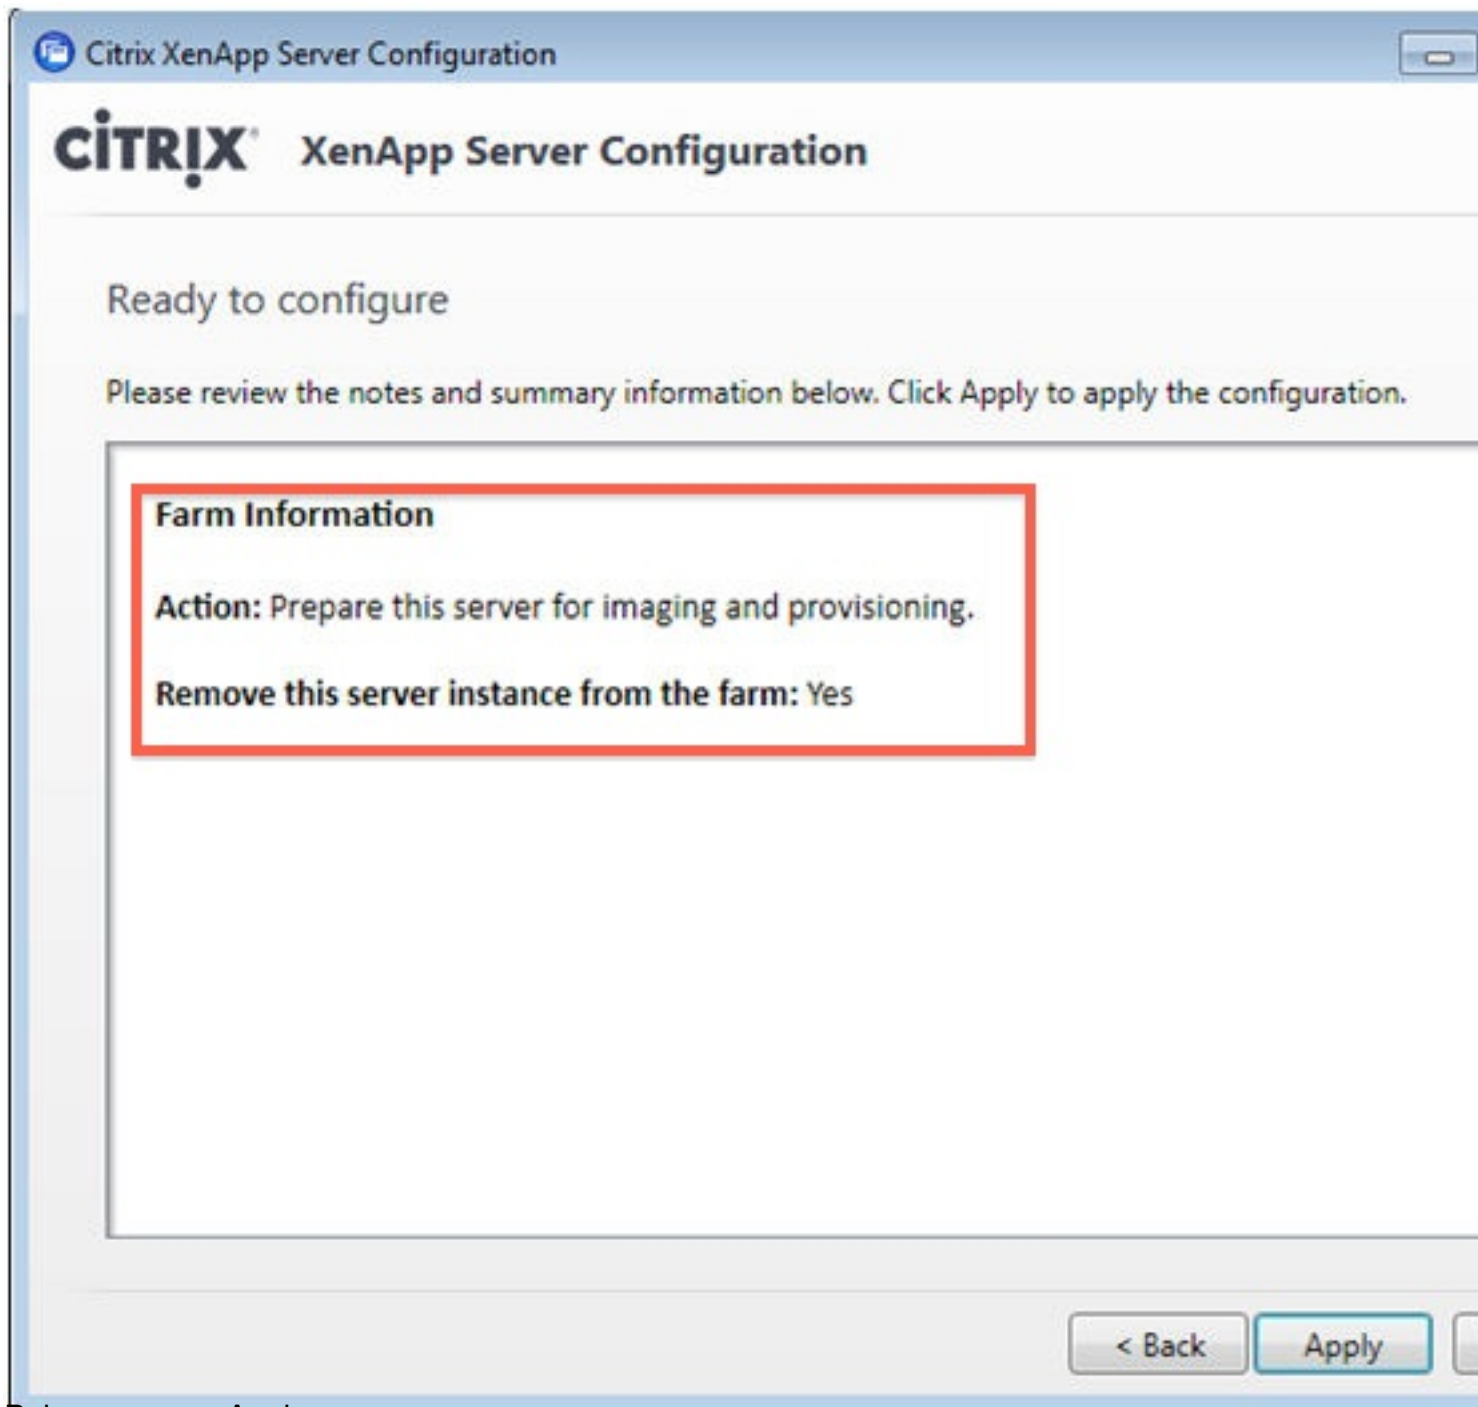 Citrix XenApp Server Configuration
CİTRIX XenApp Server Configuration
Ready to configure
Please review the notes and summary information below. Click Apply to apply the configuration.
Farm Information
Action: Prepare this server for imaging and provisioning.
Remove this server instance from the farm: Yes
< Back Apply